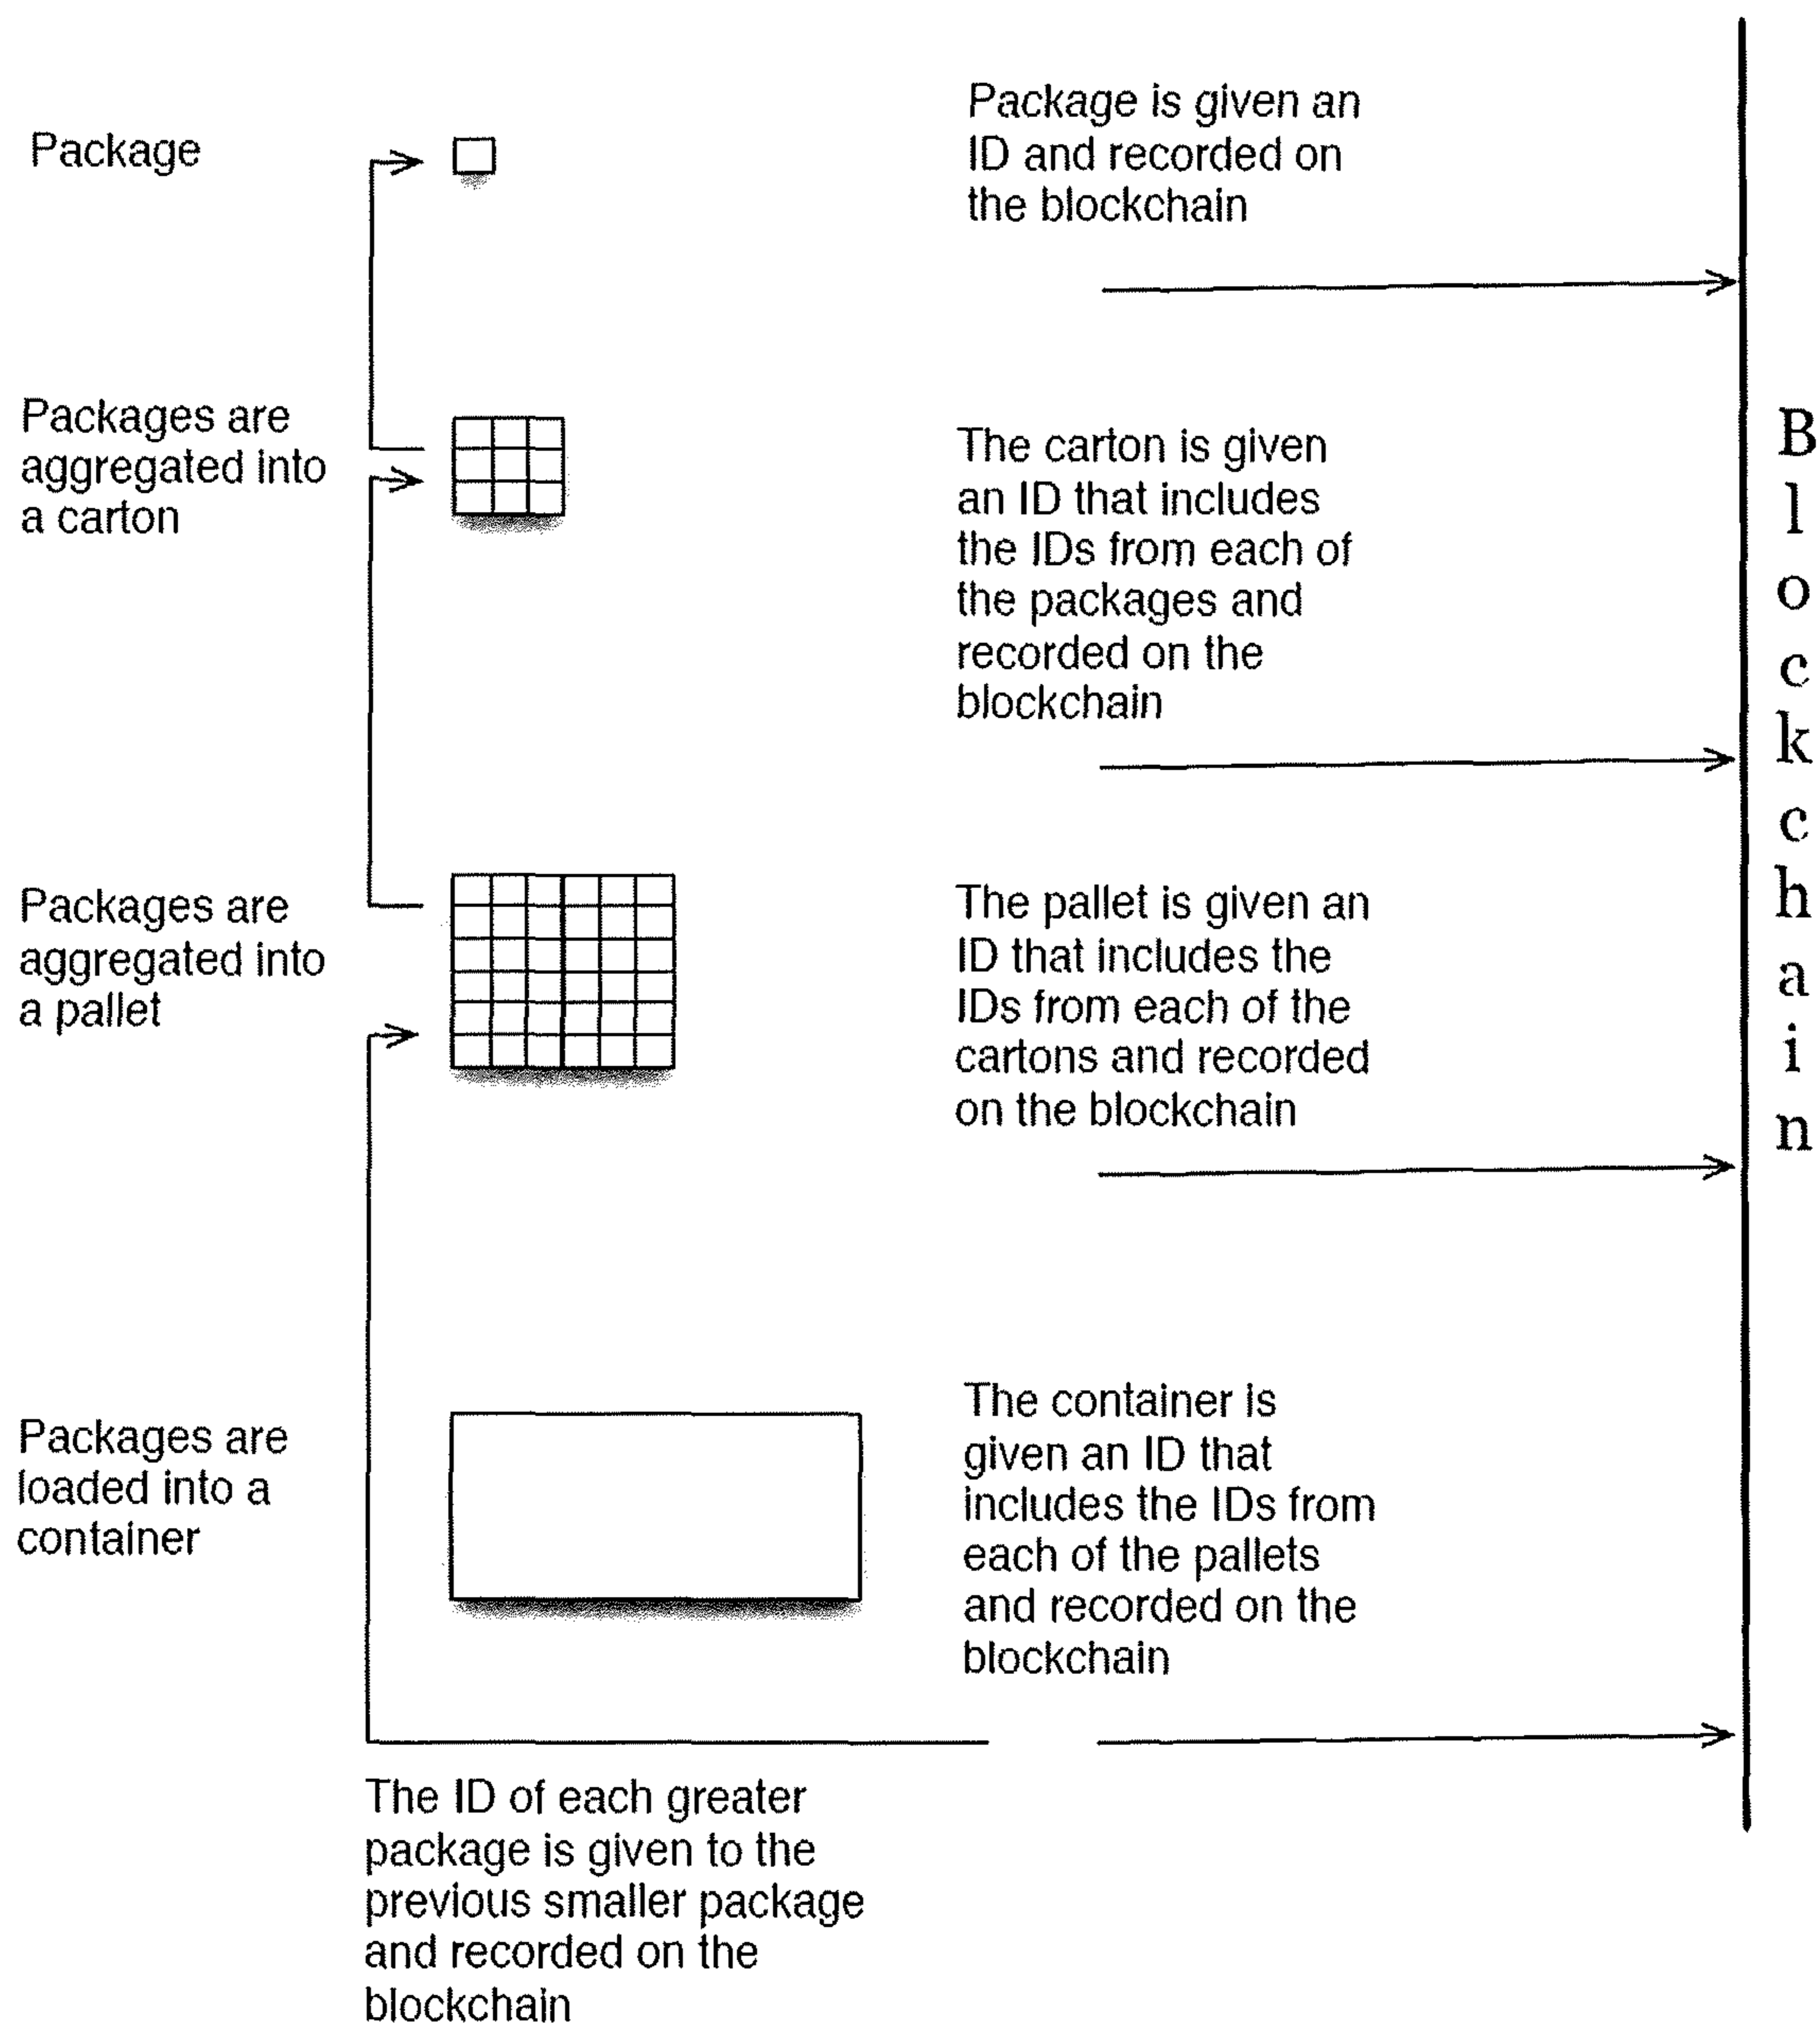 Package
Package is given an
ID and recorded on
the blockchain
Packages are
aggregated into
a carton
The carton is given
an ID that includes
the IDs from each of
the packages and
recorded on the
blockchain
Packages are
aggregated into
a pallet
The pallet is given an
ID that includes the
IDs from each of the
cartons and recorded
on the blockchain
Packages are
loaded into a
container
The container is
given an ID that
includes the IDs from
each of the pallets
and recorded on the
blockchain
The ID of each greater
package is given to the
previous smaller package
and recorded on the
blockchain
Blockchain